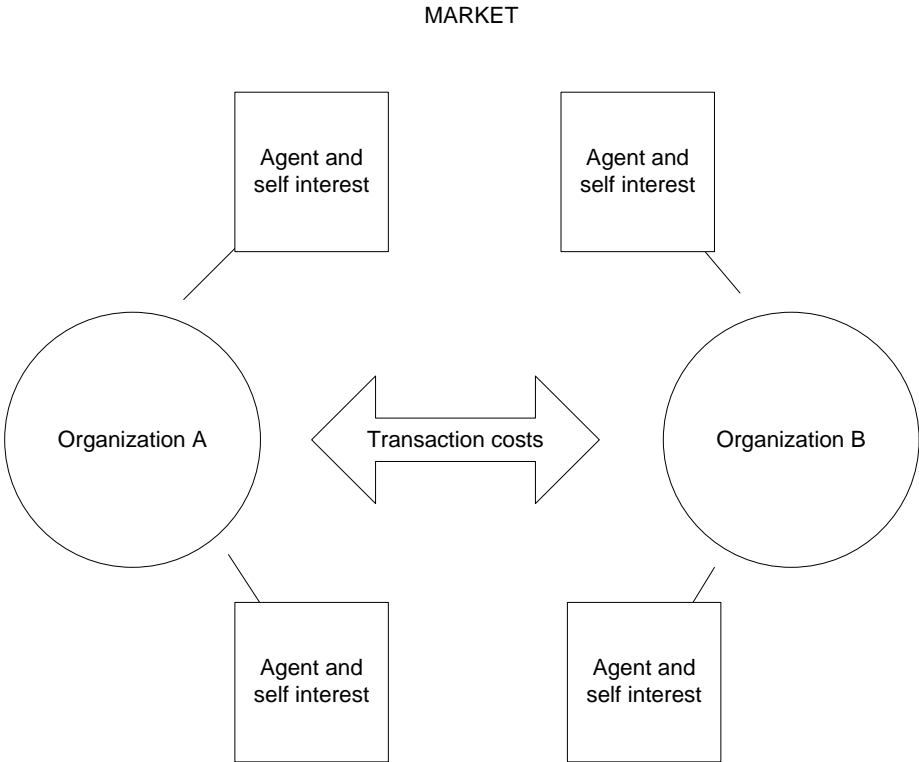 MARKET
Agent and
self interest
Agent and
self interest
Organization A
Transaction costs
Organization B
Agent and
self interest
Agent and
self interest